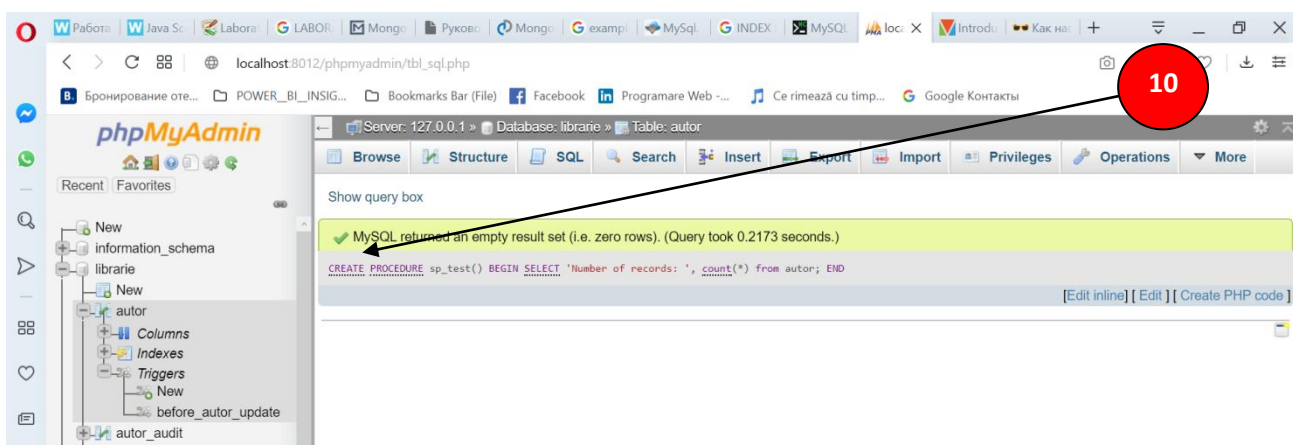 Работа Java Sc Laborat LABOR Mongo Руково Mongo exampl MySql INDEX MySQL loca Introdu Как нас
localhost:8012/phpmyadmin/tbl_sql.php
10
Бронирование оте... POWER_BI_INSIG... Bookmarks Bar (File) Facebook Programare Web -... Ce rimează cu timp... Google Контакты
phpMyAdmin
Server: 127.0.0.1 » Database: librarie » Table: autor
Browse Structure SQL Search Insert Export Import Privileges Operations More
Recent Favorites
Show query box
New
information_schema
librarie
New
autor
Columns
Indexes
Triggers
New
before_autor_update
autor_audit
MySQL returned an empty result set (i.e. zero rows). (Query took 0.2173 seconds.)
CREATE PROCEDURE sp_test() BEGIN SELECT 'Number of records: ', count(*) from autor; END
[Edit inline] [ Edit ] [ Create PHP code ]